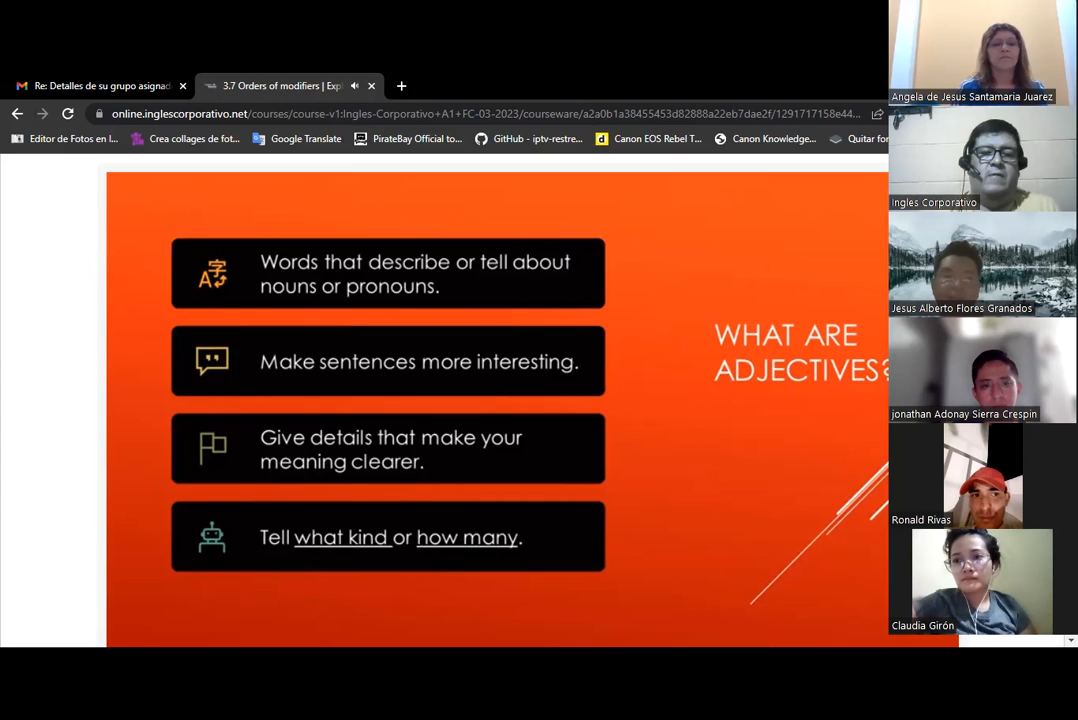 Re: Detalles de su grupo asignad
3.7 Orders of modifiers | Exp
online.inglescorporativo.net/courses/course-v1:Ingles-Corporativo+A1+FC-03-2023/courseware/a2a0b1a38455453d82888a22eb7dae2f/1291717158e44...
Editor de Fotos en l...
Crea collages de fot...
Google Translate
PirateBay Official to...
GitHub - iptv-restre...
Canon EOS Rebel T...
Canon Knowledge...
Quitar for
Words that describe or tell about
nouns or pronouns.
Make sentences more interesting.
Give details that make your
meaning clearer.
Tell what kind or how many.
WHAT ARE
ADJECTIVES?
Angela de Jesus Santamaria Juarez
Ingles Corporativo
Jesus Alberto Flores Granados
jonathan Adonay Sierra Crespin
Ronald Rivas
Claudia Girón